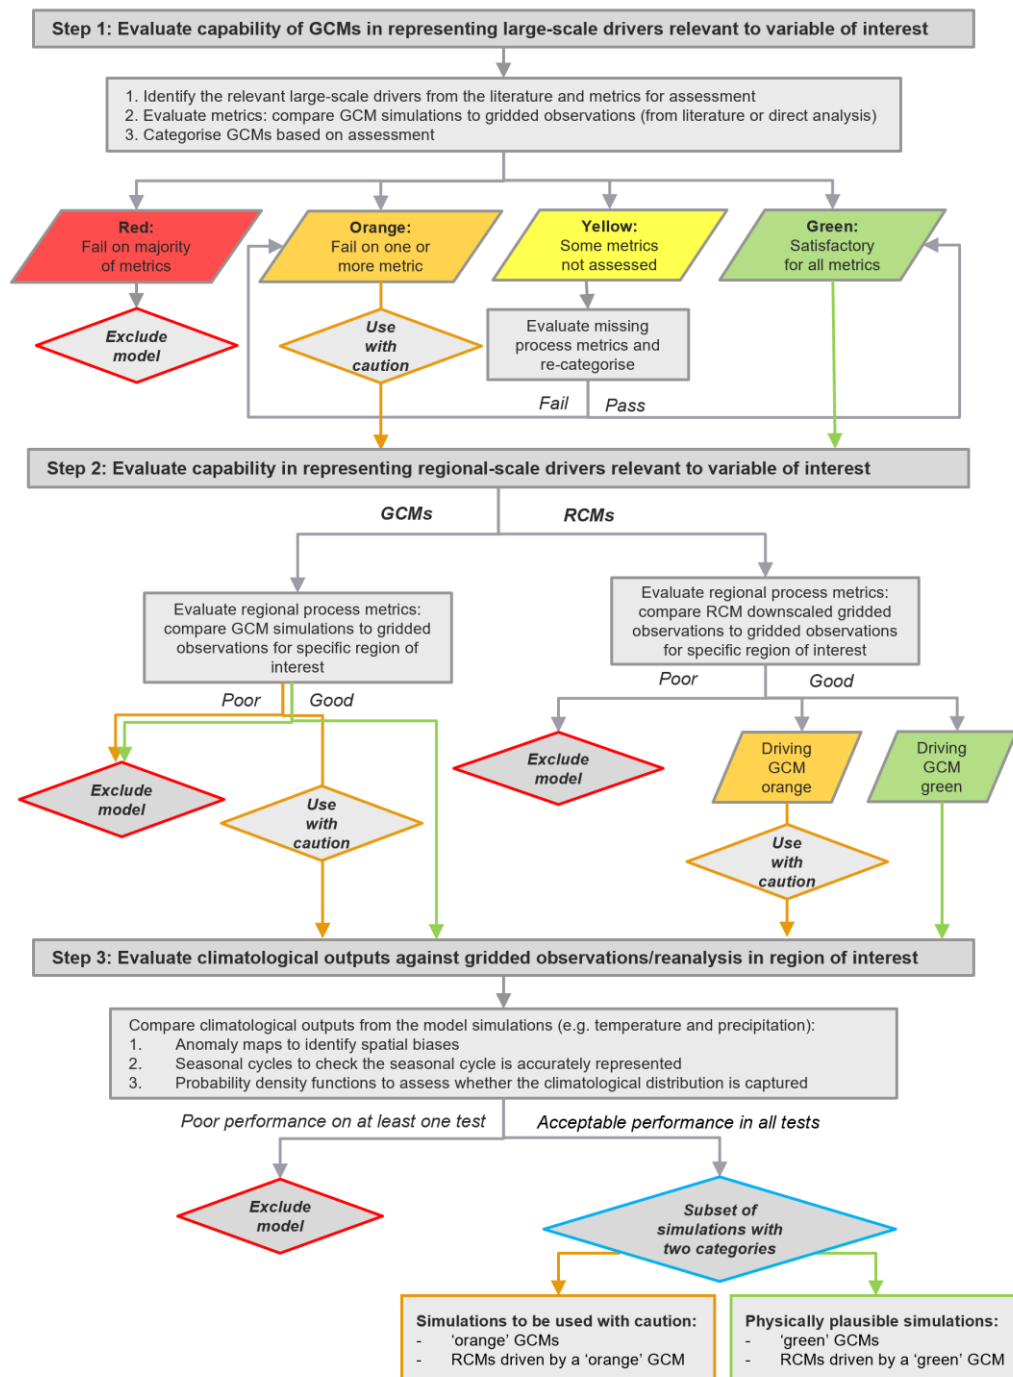 Step 1: Evaluate capability of GCMs in representing large-scale drivers relevant to variable of interest
1. Identify the relevant large-scale drivers from the literature and metrics for assessment
2. Evaluate metrics: compare GCM simulations to gridded observations (from literature or direct analysis)
3. Categorise GCMs based on assessment
Red:
Fail on majority
of metrics
Orange:
Fail on one or
more metric
Yellow:
Some metrics
not assessed
Green:
Satisfactory
for all metrics
Exclude
model
Use
with
caution
Evaluate missing
process metrics and
re-categorise
Fail
Pass
Step 2: Evaluate capability in representing regional-scale drivers relevant to variable of interest
GCMs
RCMs
Evaluate regional process metrics:
compare GCM simulations to gridded
observations for specific region of
interest
Evaluate regional process metrics:
compare RCM downscaled gridded
observations to gridded observations
for specific region of interest
Poor
Good
Poor
Good
Exclude
model
Use
with
caution
Exclude
model
Driving
GCM
orange
Driving
GCM
green
Use
with
caution
Step 3: Evaluate climatological outputs against gridded observations/reanalysis in region of interest
Compare climatological outputs from the model simulations (e.g. temperature and precipitation):
1. Anomaly maps to identify spatial biases
2. Seasonal cycles to check the seasonal cycle is accurately represented
3. Probability density functions to assess whether the climatological distribution is captured
Poor performance on at least one test
Acceptable performance in all tests
Exclude
model
Subset of
simulations with
two categories
Simulations to be used with caution:
- 'orange' GCMs
- RCMs driven by a 'orange' GCM
Physically plausible simulations:
- 'green' GCMs
- RCMs driven by a 'green' GCM